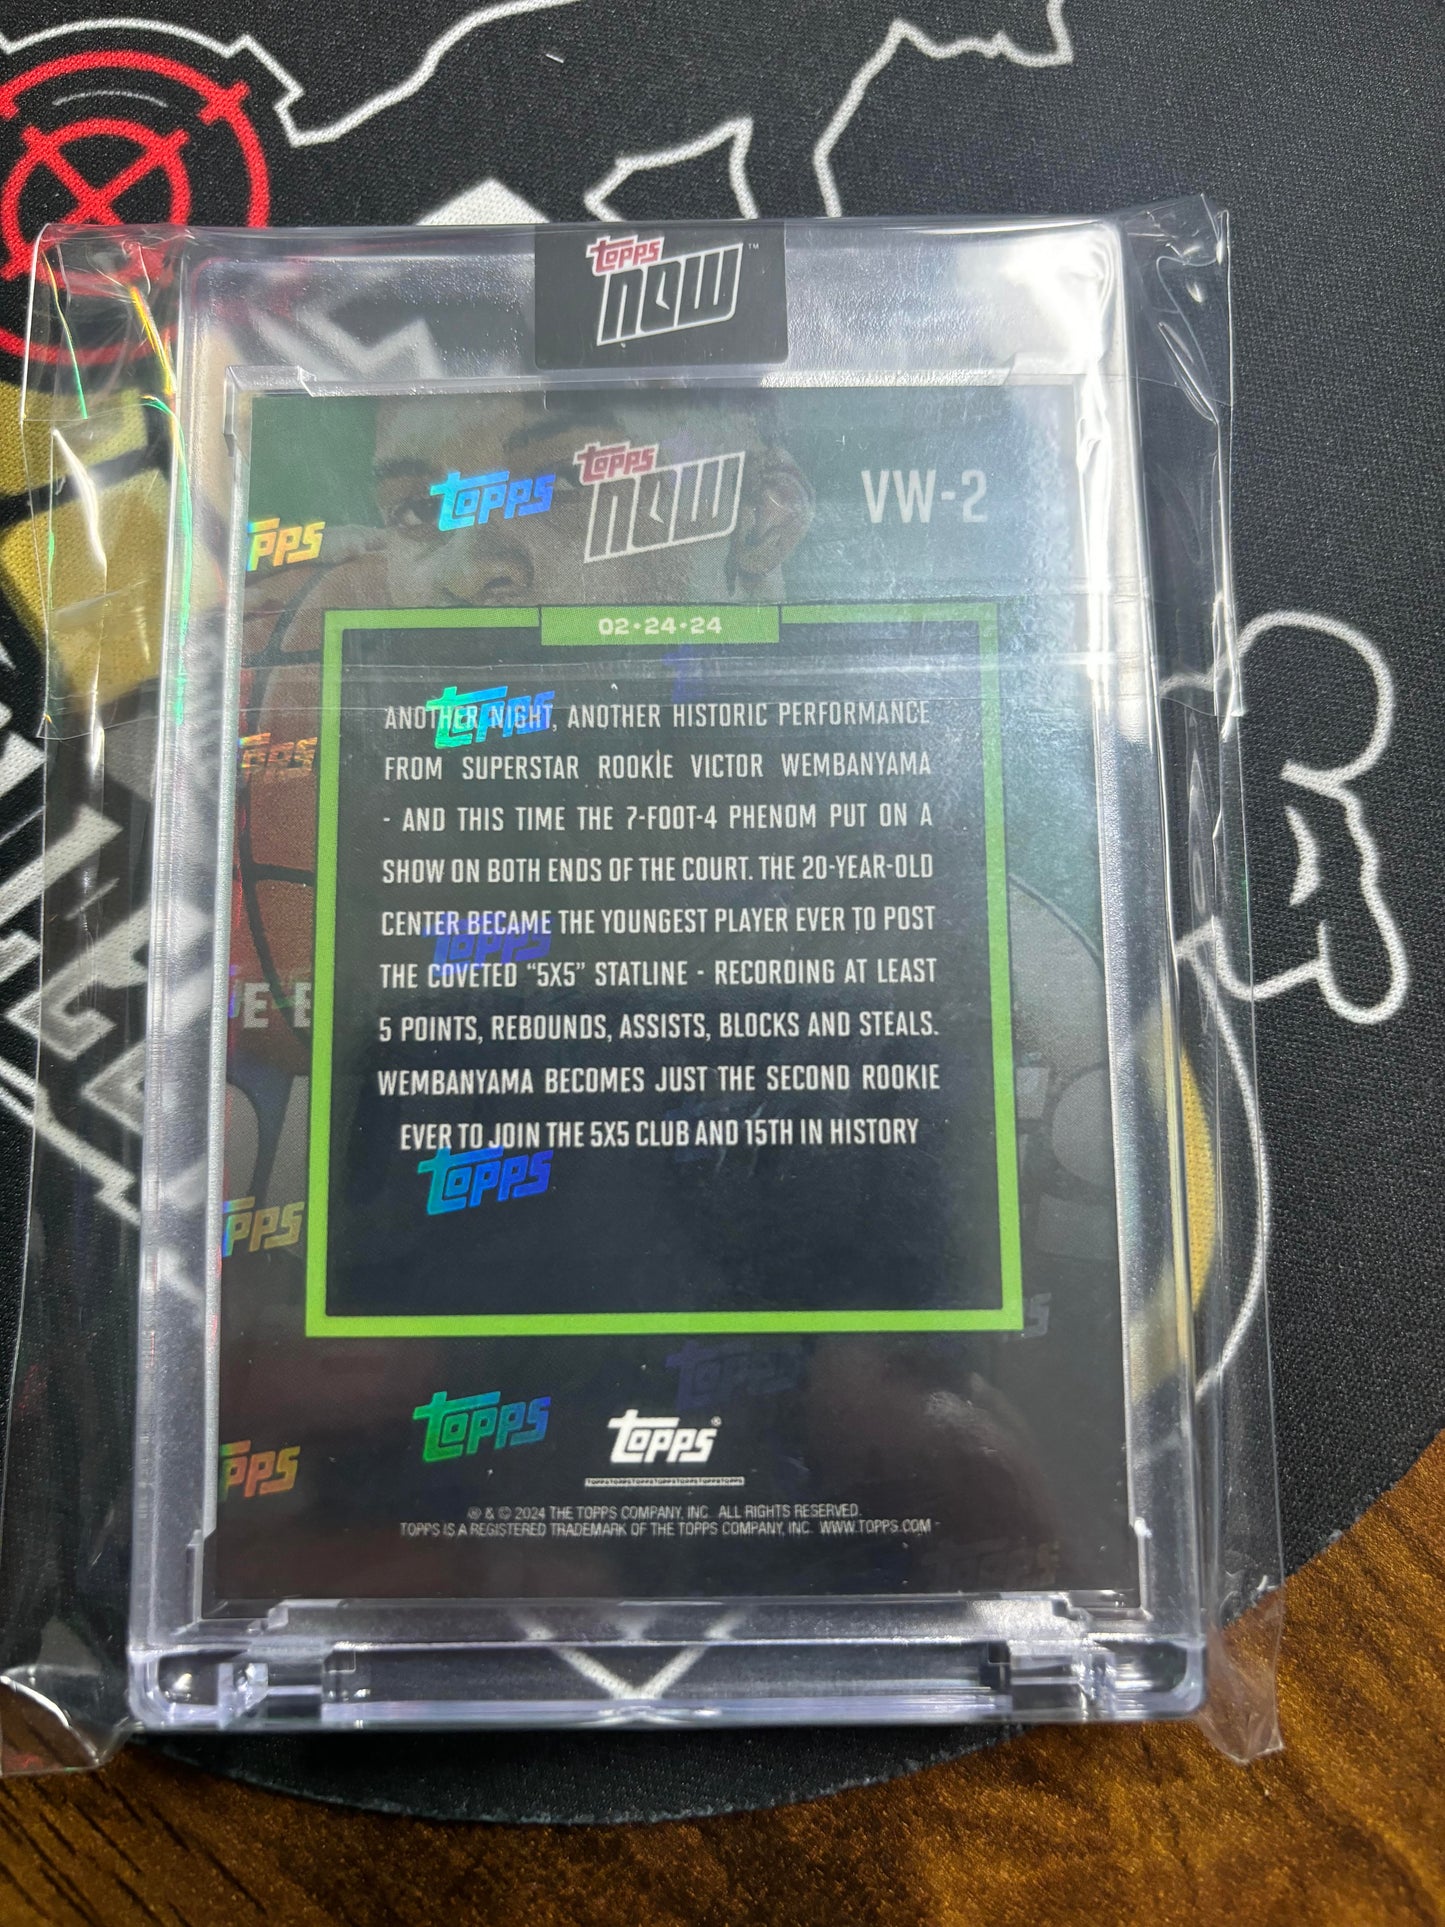 topps
now™
topps
topps
now
VW-2
TOPPS
02•24•24
ANOTHER NIGHT, ANOTHER HISTORIC PERFORMANCE
FROM SUPERSTAR ROOKIE VICTOR WEMBANYAMA
- AND THIS TIME THE 7-FOOT-4 PHENOM PUT ON A
SHOW ON BOTH ENDS OF THE COURT. THE 20-YEAR-OLD
CENTER BECAME THE YOUNGEST PLAYER EVER TO POST
THE COVETED “5X5” STATLINE - RECORDING AT LEAST
5 POINTS, REBOUNDS, ASSISTS, BLOCKS AND STEALS.
WEMBANYAMA BECOMES JUST THE SECOND ROOKIE
EVER TO JOIN THE 5X5 CLUB AND 15TH IN HISTORY
topps
topps
topps®
® & © 2024 THE TOPPS COMPANY, INC. ALL RIGHTS RESERVED.
TOPPS IS A REGISTERED TRADEMARK OF THE TOPPS COMPANY, INC. WWW.TOPPS.COM -